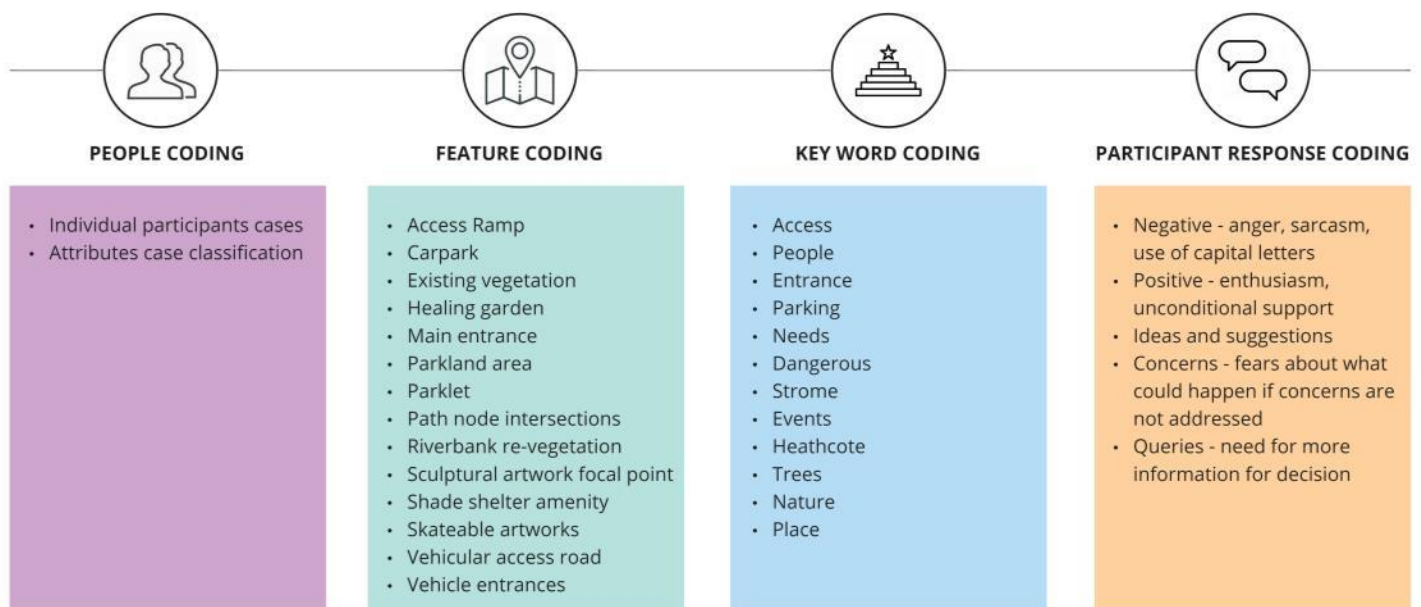 PEOPLE CODING
• Individual participants cases
• Attributes case classification
FEATURE CODING
• Access Ramp
• Carpark
• Existing vegetation
• Healing garden
• Main entrance
• Parkland area
• Parklet
• Path node intersections
• Riverbank re-vegetation
• Sculptural artwork focal point
• Shade shelter amenity
• Skateable artworks
• Vehicular access road
• Vehicle entrances
KEY WORD CODING
• Access
• People
• Entrance
• Parking
• Needs
• Dangerous
• Strome
• Events
• Heathcote
• Trees
• Nature
• Place
PARTICIPANT RESPONSE CODING
• Negative - anger, sarcasm,
use of capital letters
• Positive - enthusiasm,
unconditional support
• Ideas and suggestions
• Concerns - fears about what
could happen if concerns are
not addressed
• Queries - need for more
information for decision